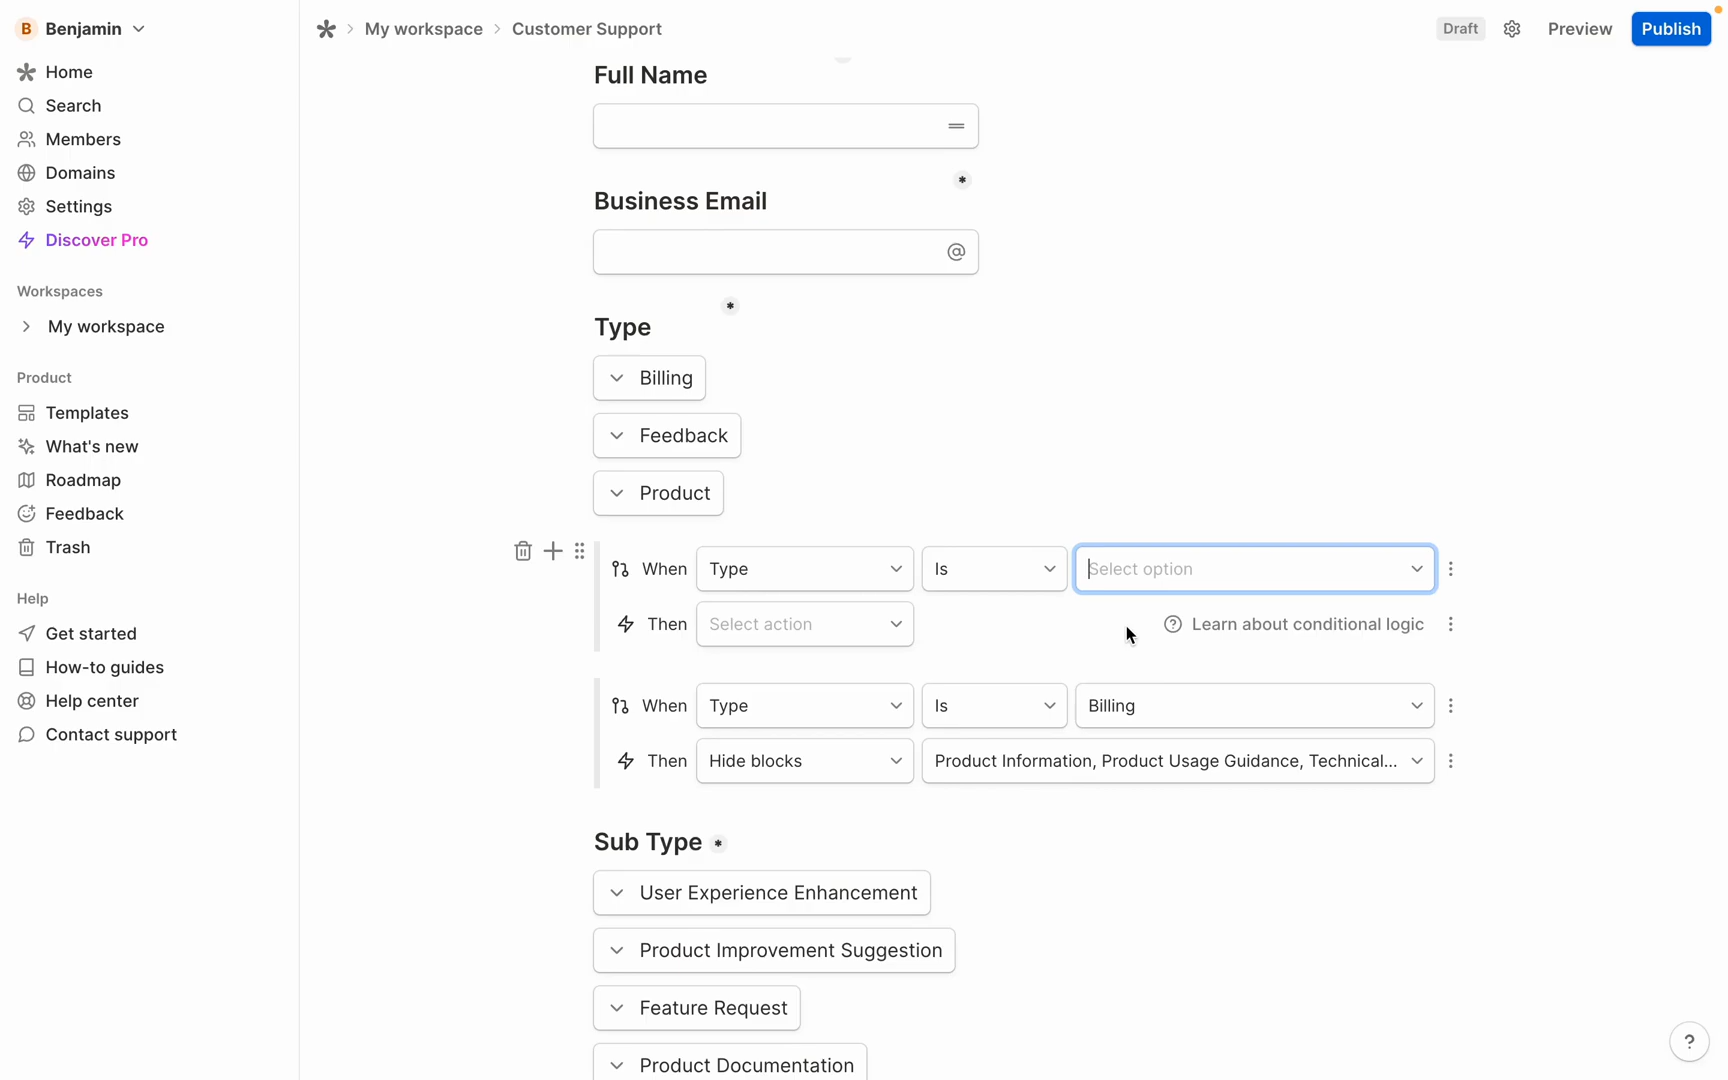 B Benjamin
Home
Search
Members
Domains
Settings
Discover Pro
Workspaces
My workspace
Product
Templates
What's new
Roadmap
Feedback
Trash
Help
Get started
How-to guides
Help center
Contact support
My workspace
Customer Support
Draft
Preview
Publish
Full Name
Business Email *
@
Type *
Billing
Feedback
Product
When Type Is Select option
Then Select action Learn about conditional logic
When Type Is Billing
Then Hide blocks Product Information, Product Usage Guidance, Technical...
Sub Type *
User Experience Enhancement
Product Improvement Suggestion
Feature Request
Product Documentation
?